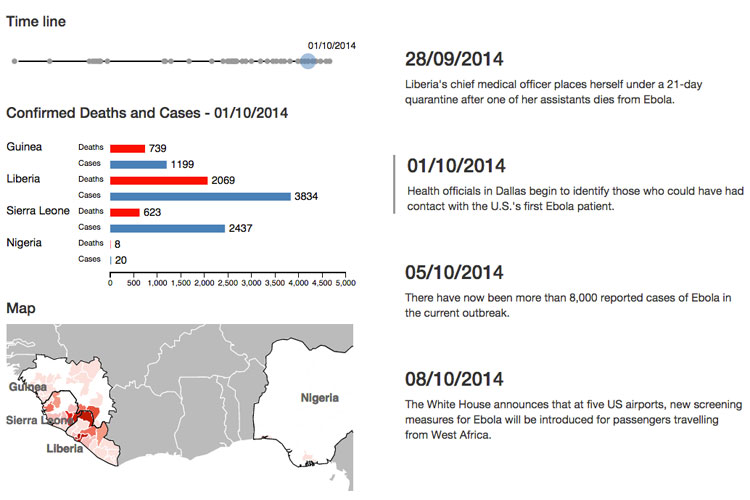 Time line
01/10/2014
Confirmed Deaths and Cases - 01/10/2014
Guinea Deaths 739
Cases 1199
Liberia Deaths 2069
Cases 3834
Sierra Leone Deaths 623
Cases 2437
Nigeria Deaths 8
Cases 20
0 500 1,000 1,500 2,000 2,500 3,000 3,500 4,000 4,500 5,000
Map
Guinea
Sierra Leone
Liberia
Nigeria
28/09/2014
Liberia's chief medical officer places herself under a 21-day
quarantine after one of her assistants dies from Ebola.
01/10/2014
Health officials in Dallas begin to identify those who could have had
contact with the U.S.'s first Ebola patient.
05/10/2014
There have now been more than 8,000 reported cases of Ebola in
the current outbreak.
08/10/2014
The White House announces that at five US airports, new screening
measures for Ebola will be introduced for passengers travelling
from West Africa.